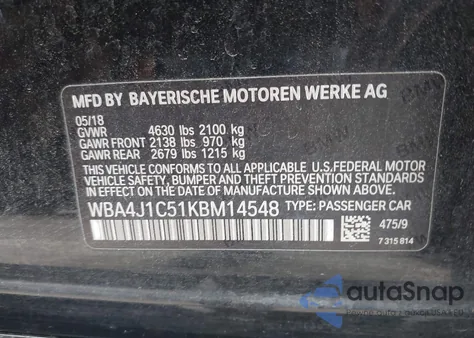 MFD BY BAYERISCHE MOTOREN WERKE AG
05/18
GVWR 4630 lbs 2100 kg
GAWR FRONT 2138 lbs 970 kg
GAWR REAR 2679 lbs 1215 kg
THIS VEHICLE CONFORMS TO ALL APPLICABLE U.S.FEDERAL MOTOR
VEHICLE SAFETY, BUMPER, AND THEFT PREVENTION STANDARDS
IN EFFECT ON THE DATE OF MANUFACTURE SHOWN ABOVE.
WBA4J1C51KBM14548 TYPE: PASSENGER CAR
475/9
7 315 814
autoSnap